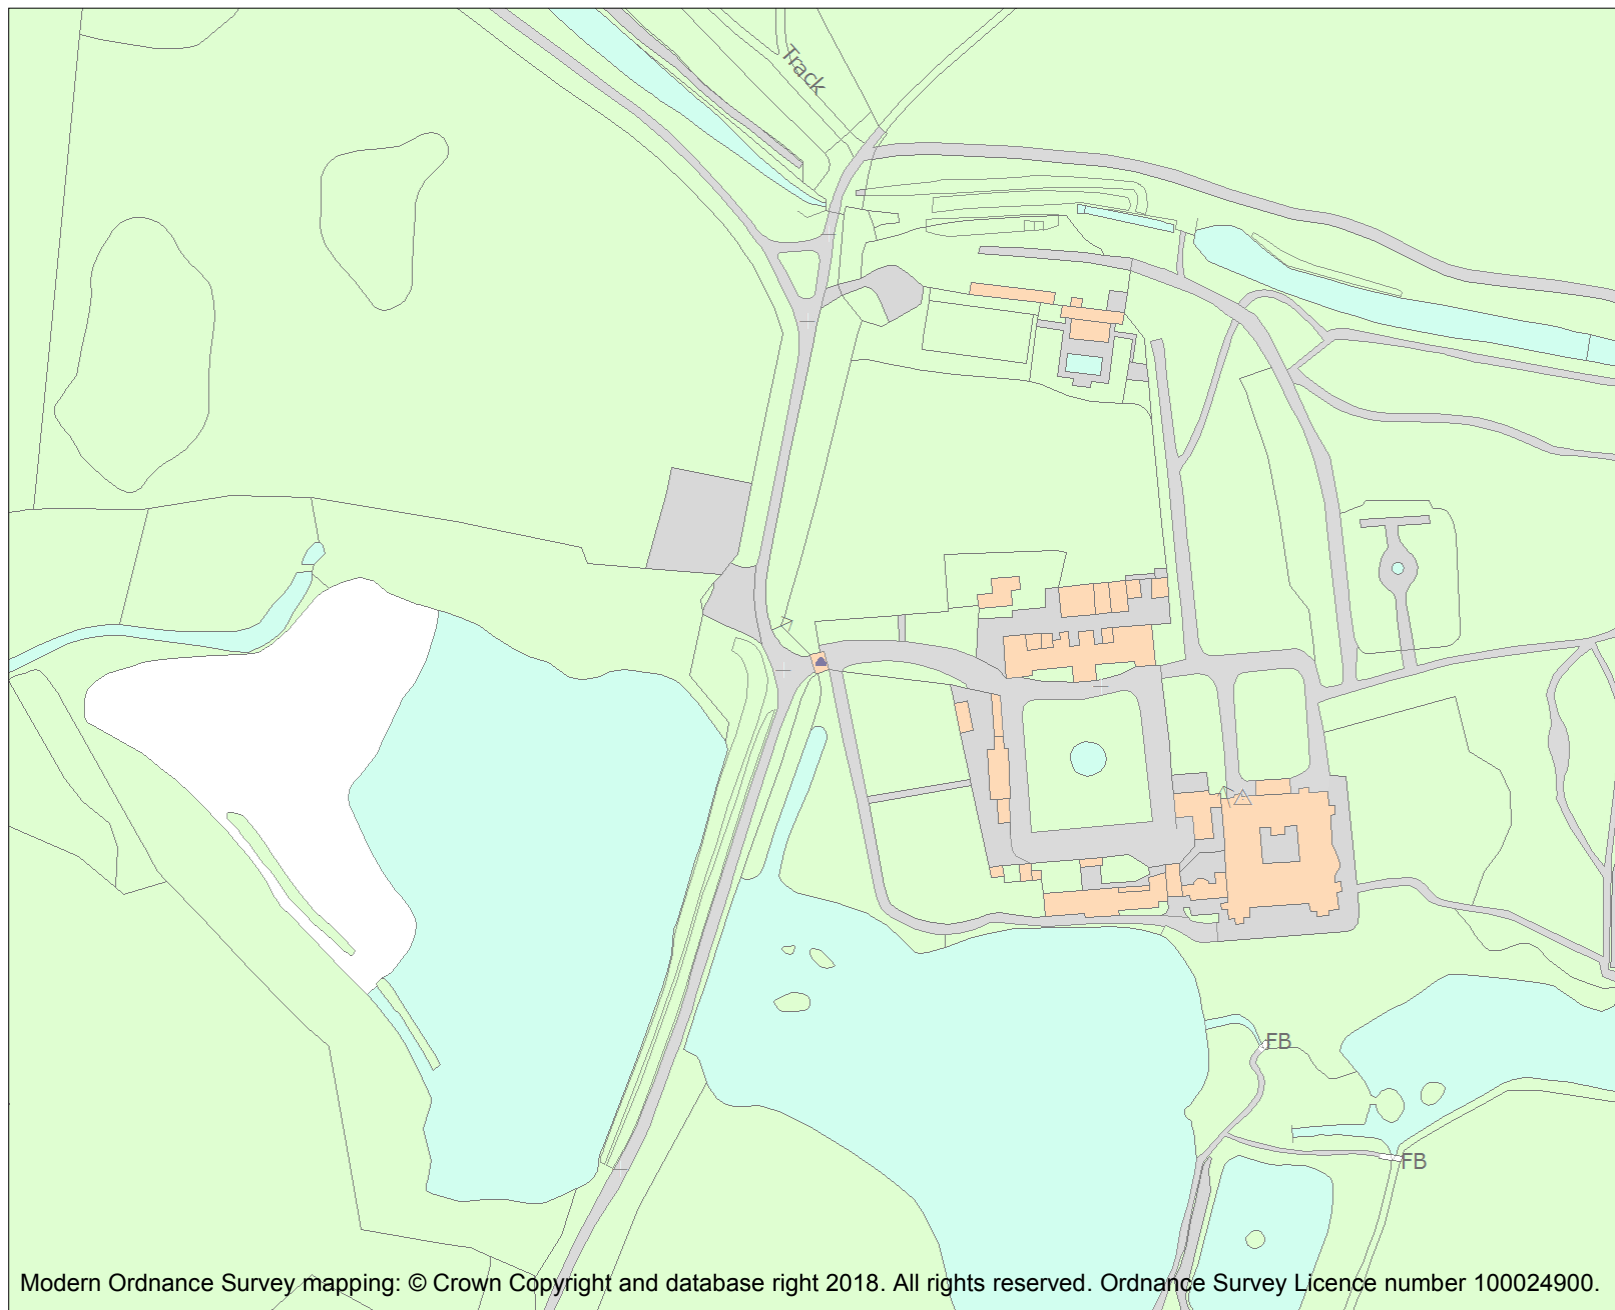 Track
FB
FB
Modern Ordnance Survey mapping: © Crown Copyright and database right 2018. All rights reserved. Ordnance Survey Licence number 100024900.